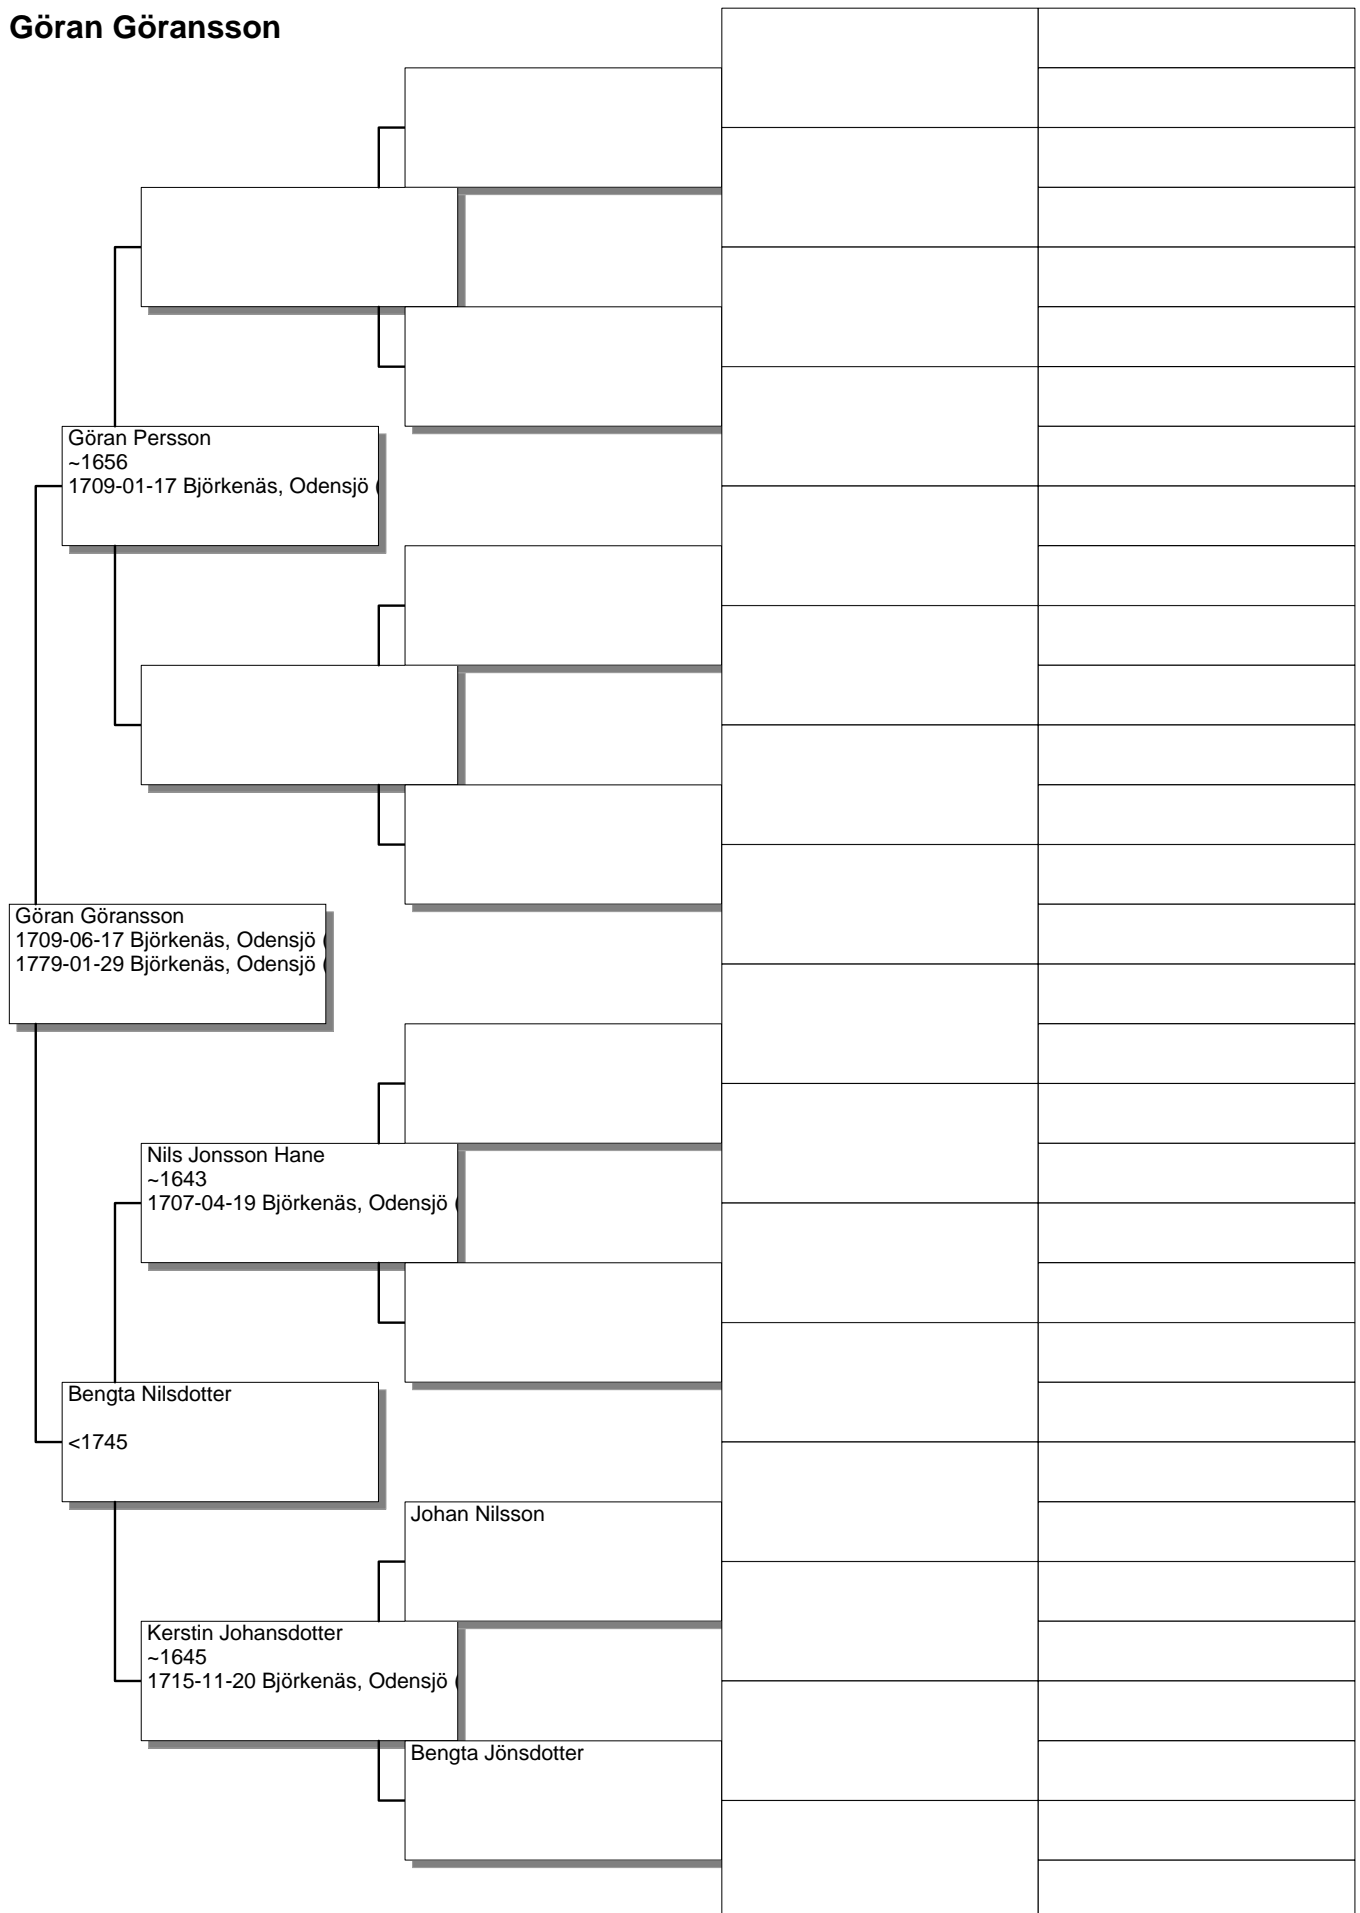 Göran Göransson
Göran Persson
~1656
1709-01-17 Björkenäs, Odensjö (
Göran Göransson
1709-06-17 Björkenäs, Odensjö (
1779-01-29 Björkenäs, Odensjö (
Nils Jonsson Hane
~1643
1707-04-19 Björkenäs, Odensjö (
Bengta Nilsdotter
<1745
Johan Nilsson
Kerstin Johansdotter
~1645
1715-11-20 Björkenäs, Odensjö (
Bengta Jönsdotter